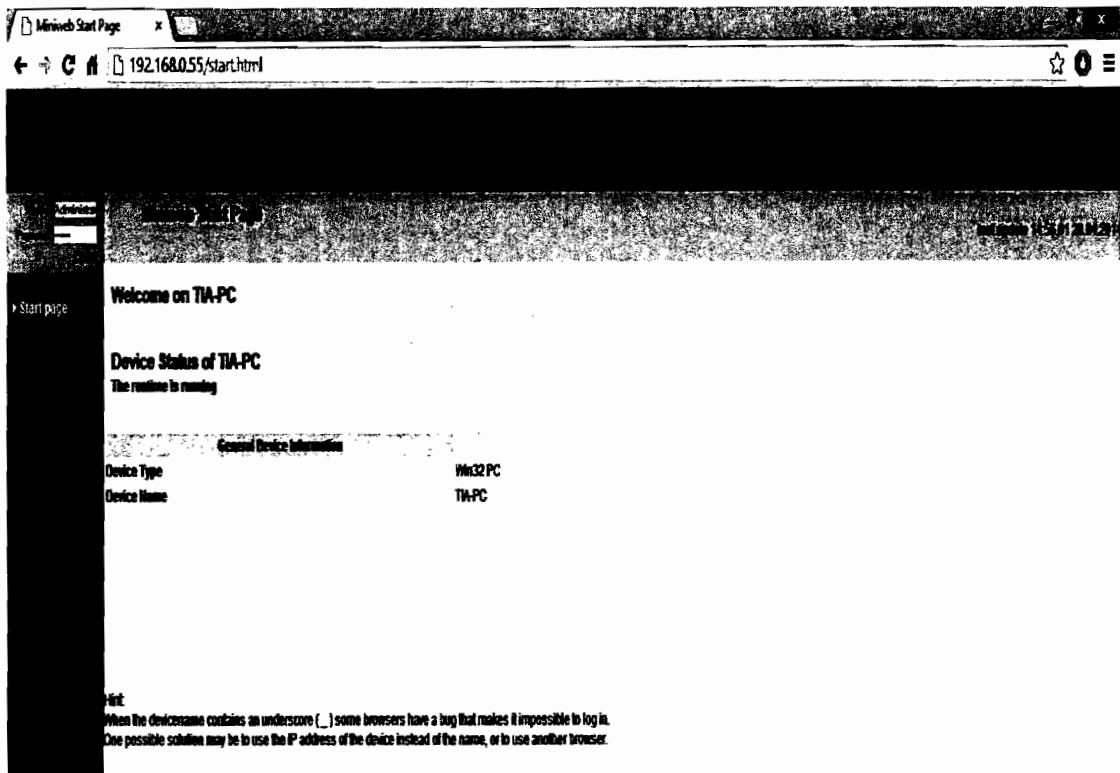 Miniweb Start Page
192.168.0.55/start.html
Miniweb Start Page
▸ Start page
Welcome on TIA-PC
Device Status of TIA-PC
The runtime is running
General Device Information
Device Type Win32 PC
Device Name TIA-PC
Hint:
When the devicename contains an underscore ( _ ) some browsers have a bug that makes it impossible to log in.
One possible solution may be to use the IP address of the device instead of the name, or to use another browser.